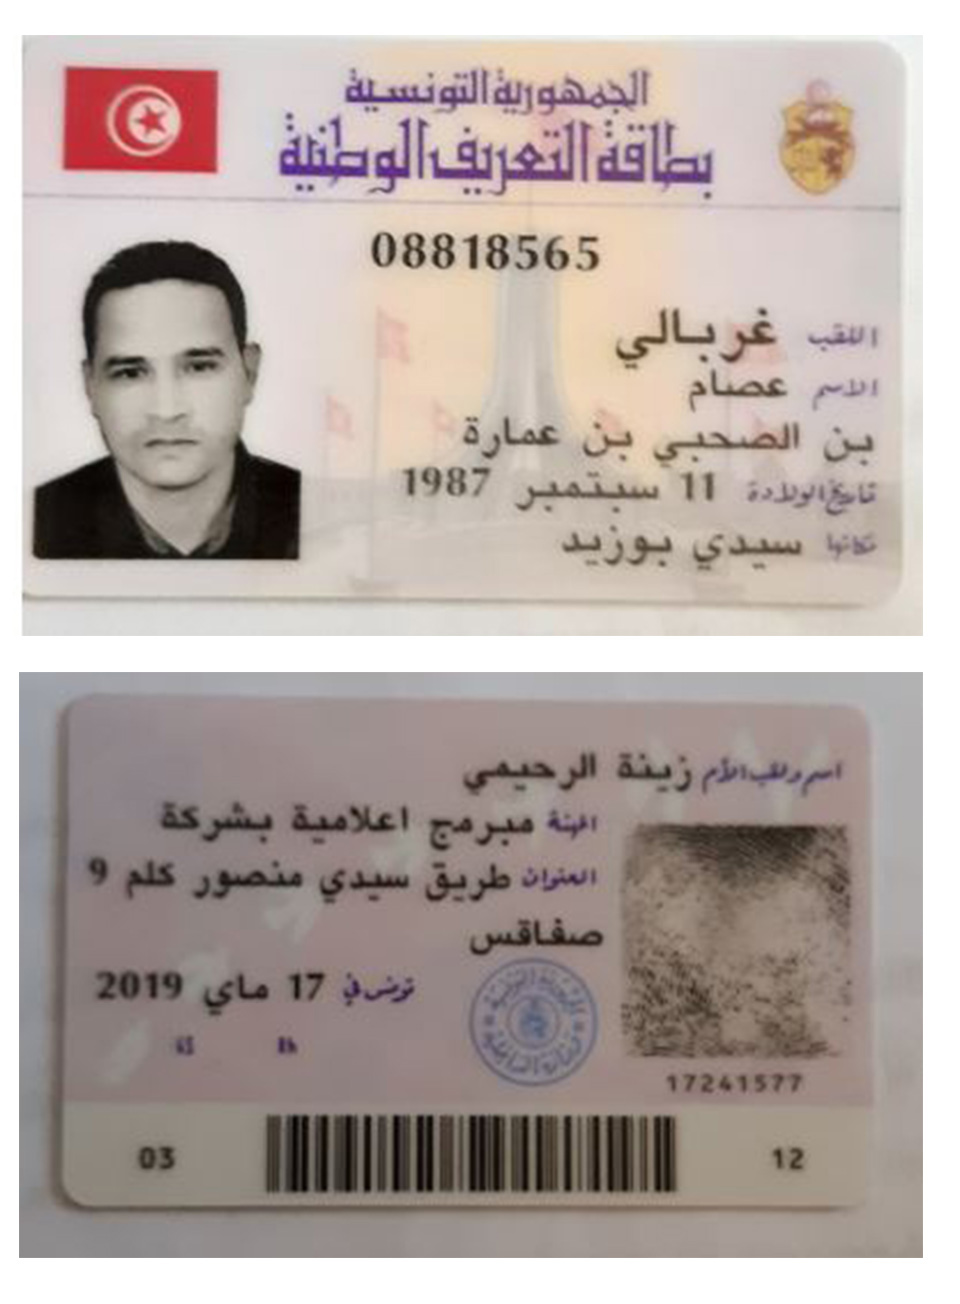 الجمهورية التونسية
بطاقة التعريف الوطنية
08818565
اللقب غربالي
الاسم عصام
بن الصحبي بن عمارة
تاريخ الولادة 11 سبتمبر 1987
مكانها سيدي بوزيد
اسم ولقب الأم زينة الرحيمي
المهنة مبرمج اعلامية بشركة
العنوان طريق سيدي منصور كلم 9
صفاقس
تونس في 17 ماي 2019
17241577
03
12